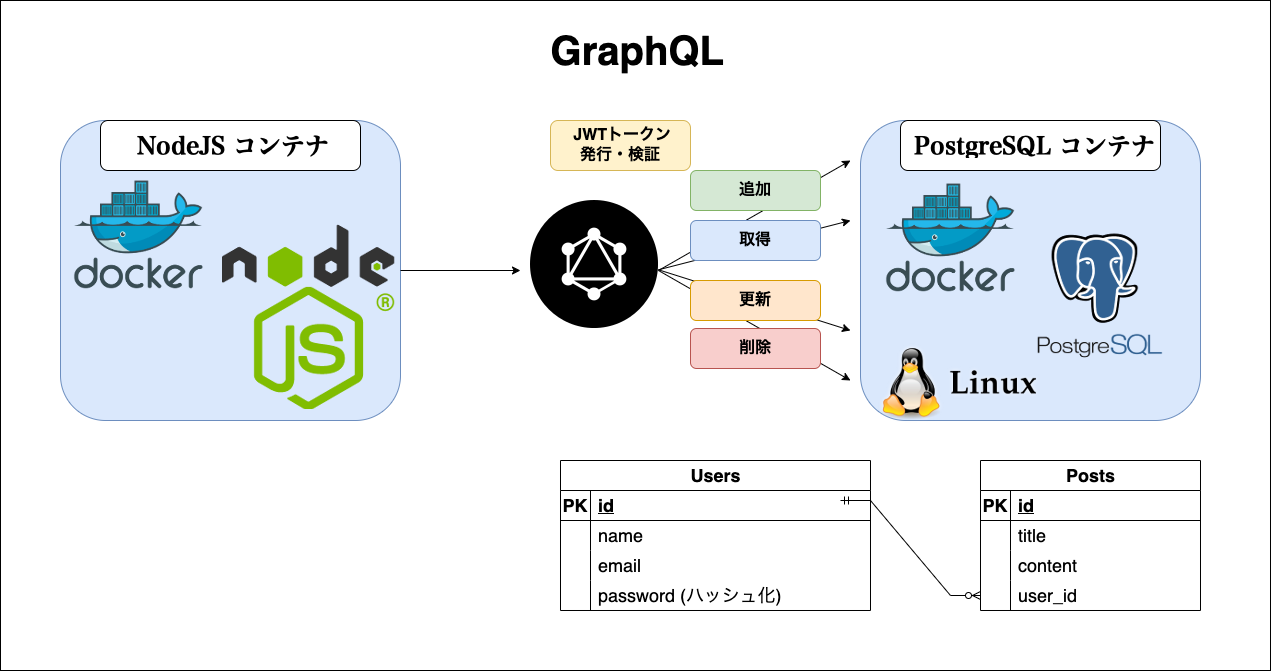 GraphQL
NodeJS コンテナ
docker
node
JS
®
JWTトークン
発行・検証
追加
取得
更新
削除
PostgreSQL コンテナ
docker
PostgreSQL
Linux
Users
PK id
name
email
password (ハッシュ化)
Posts
PK id
title
content
user_id